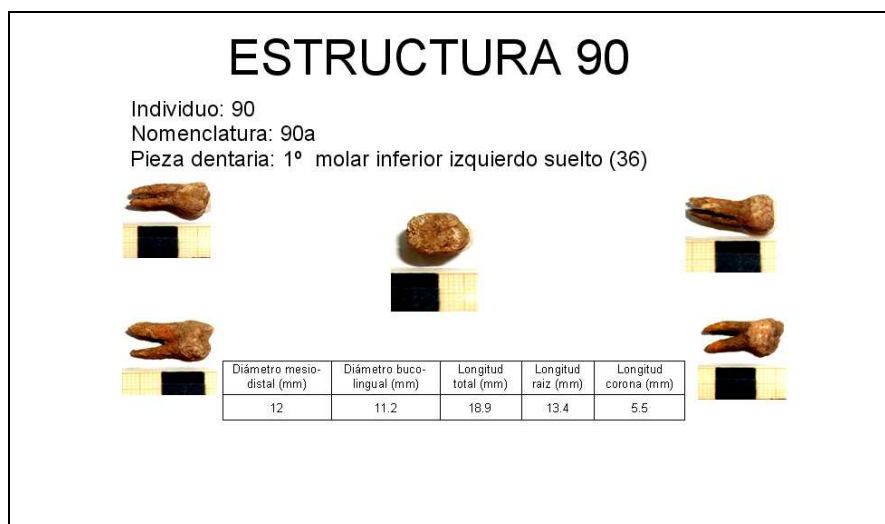 ESTRUCTURA 90
Individuo: 90
Nomenclatura: 90a
Pieza dentaria: 1º molar inferior izquierdo suelto (36)
Diámetro mesio-distal (mm) Diámetro buco-lingual (mm) Longitud total (mm) Longitud raiz (mm) Longitud corona (mm)
12 11.2 18.9 13.4 5.5